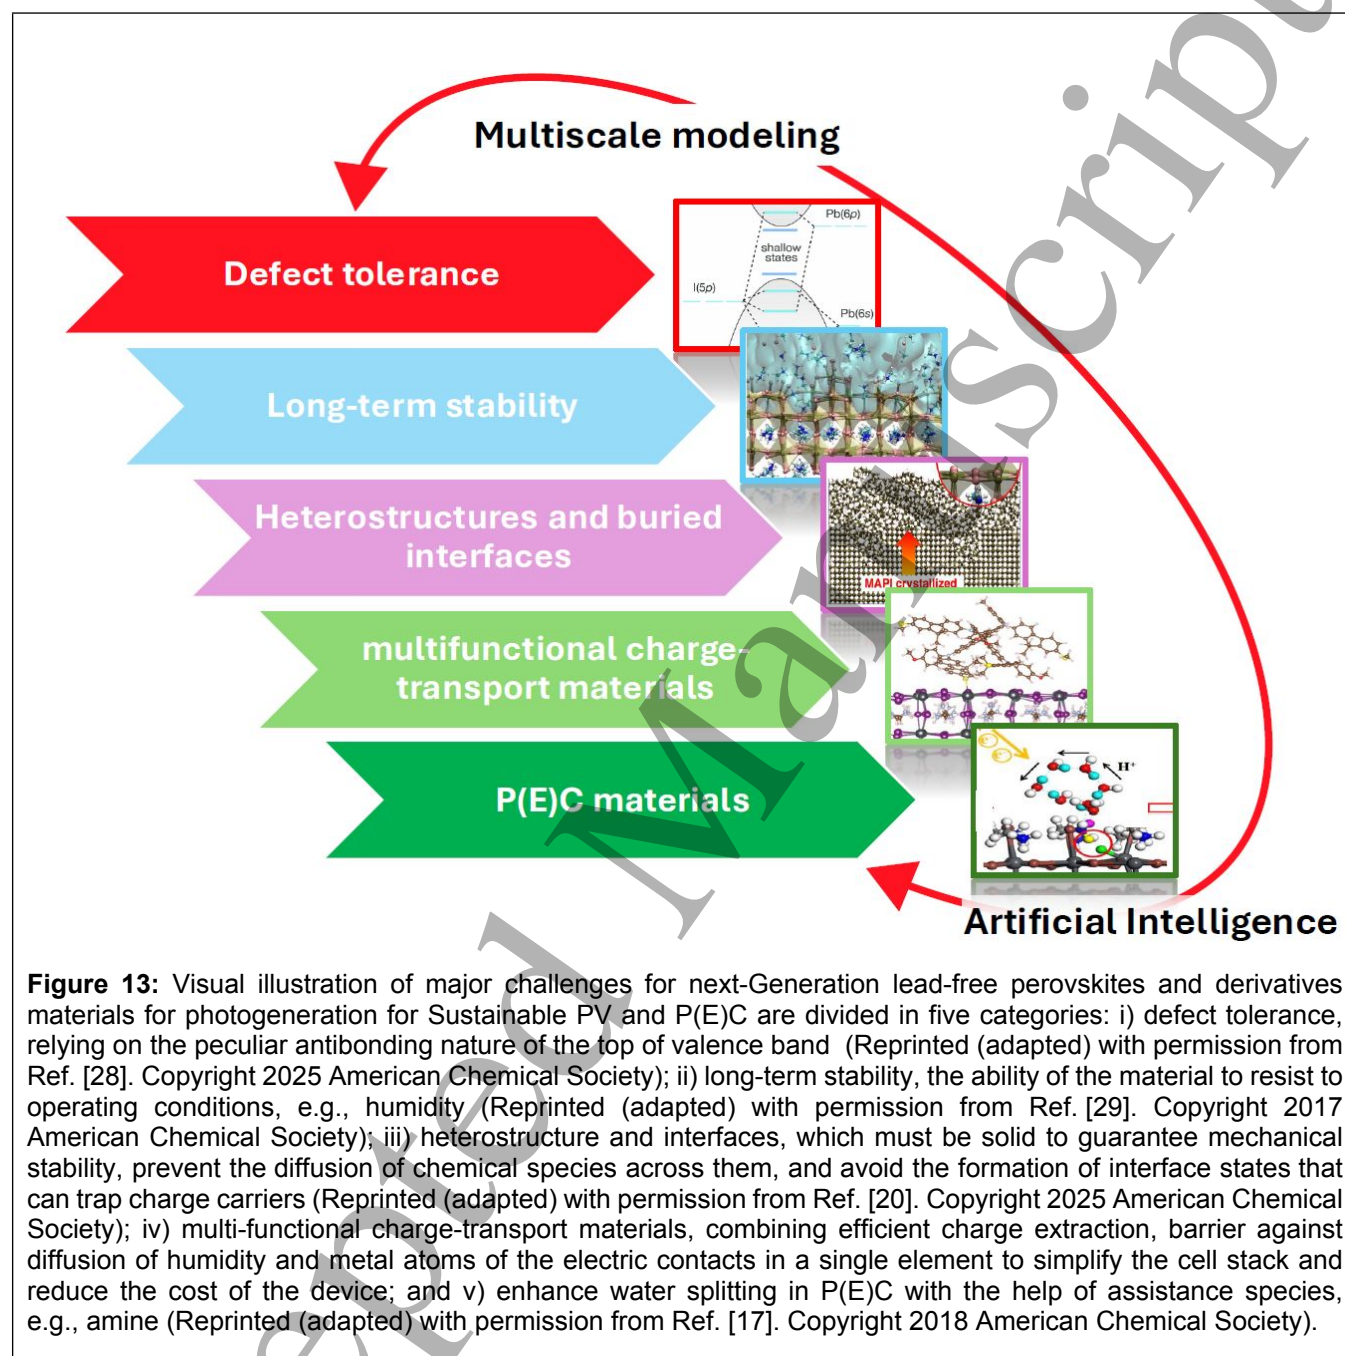 Multiscale modeling
Defect tolerance
Pb(6p)
shallow
states
I(5p)
Pb(6s)
Long-term stability
Heterostructures and buried
interfaces
MAPI crystallized
multifunctional charge-
transport materials
P(E)C materials
H⁺
Artificial Intelligence
Figure 13: Visual illustration of major challenges for next-Generation lead-free perovskites and derivatives
materials for photogeneration for Sustainable PV and P(E)C are divided in five categories: i) defect tolerance,
relying on the peculiar antibonding nature of the top of valence band (Reprinted (adapted) with permission from
Ref. [28]. Copyright 2025 American Chemical Society); ii) long-term stability, the ability of the material to resist to
operating conditions, e.g., humidity (Reprinted (adapted) with permission from Ref. [29]. Copyright 2017
American Chemical Society); iii) heterostructure and interfaces, which must be solid to guarantee mechanical
stability, prevent the diffusion of chemical species across them, and avoid the formation of interface states that
can trap charge carriers (Reprinted (adapted) with permission from Ref. [20]. Copyright 2025 American Chemical
Society); iv) multi-functional charge-transport materials, combining efficient charge extraction, barrier against
diffusion of humidity and metal atoms of the electric contacts in a single element to simplify the cell stack and
reduce the cost of the device; and v) enhance water splitting in P(E)C with the help of assistance species,
e.g., amine (Reprinted (adapted) with permission from Ref. [17]. Copyright 2018 American Chemical Society).
epted Manuscrip